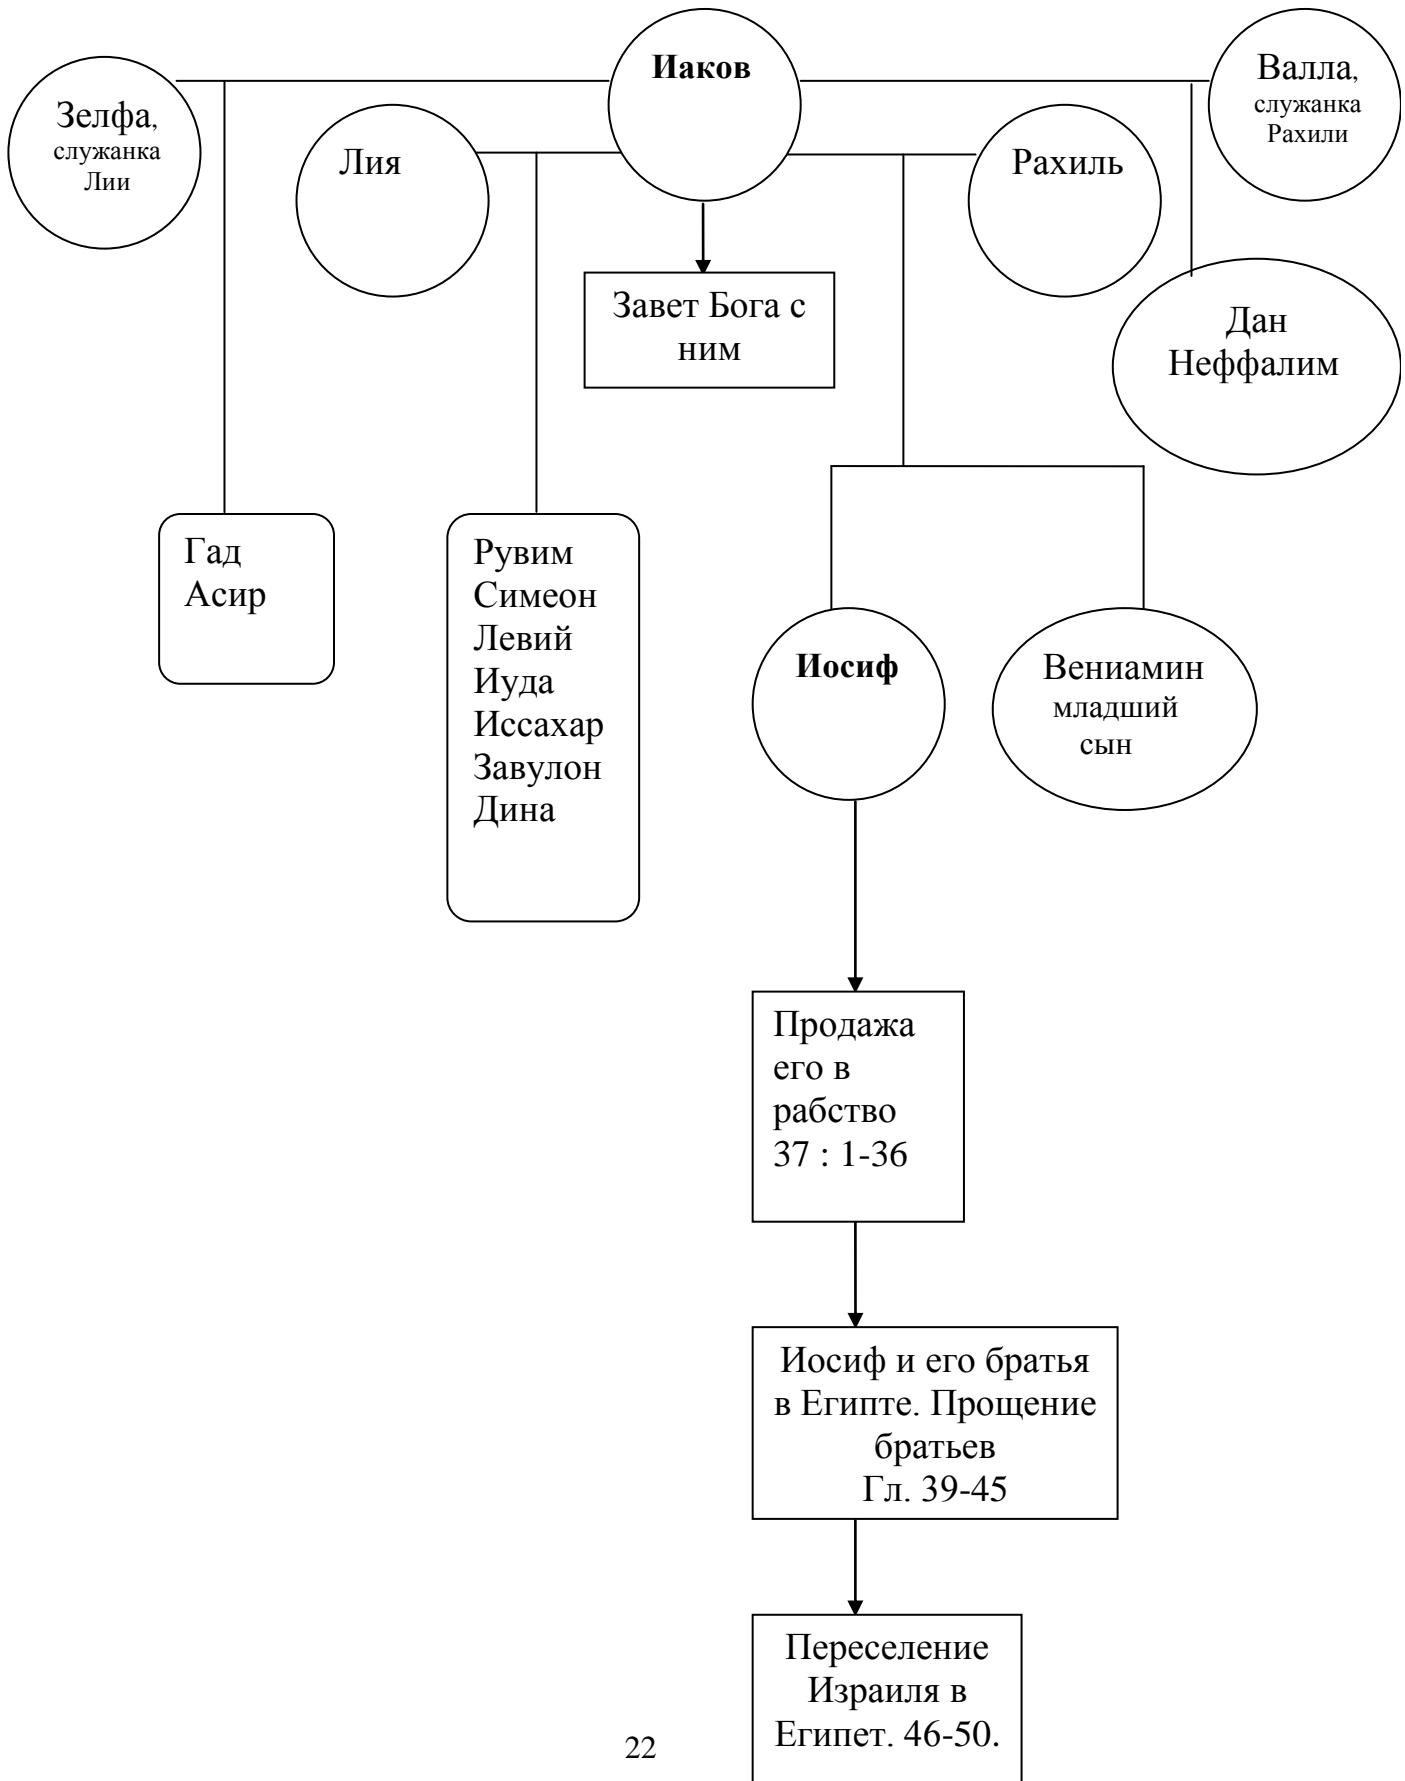 Иаков
Зелфа,
служанка
Лии
Лия
Рахиль
Валла,
служанка
Рахили
Завет Бога с
ним
Дан
Неффалим
Гад
Асир
Рувим
Симеон
Левий
Иуда
Иссахар
Завулон
Дина
Иосиф
Вениамин
младший
сын
Продажа
его в
рабство
37 : 1-36
Иосиф и его братья
в Египте. Прощение
братьев
Гл. 39-45
Переселение
Израиля в
Египет. 46-50.
22